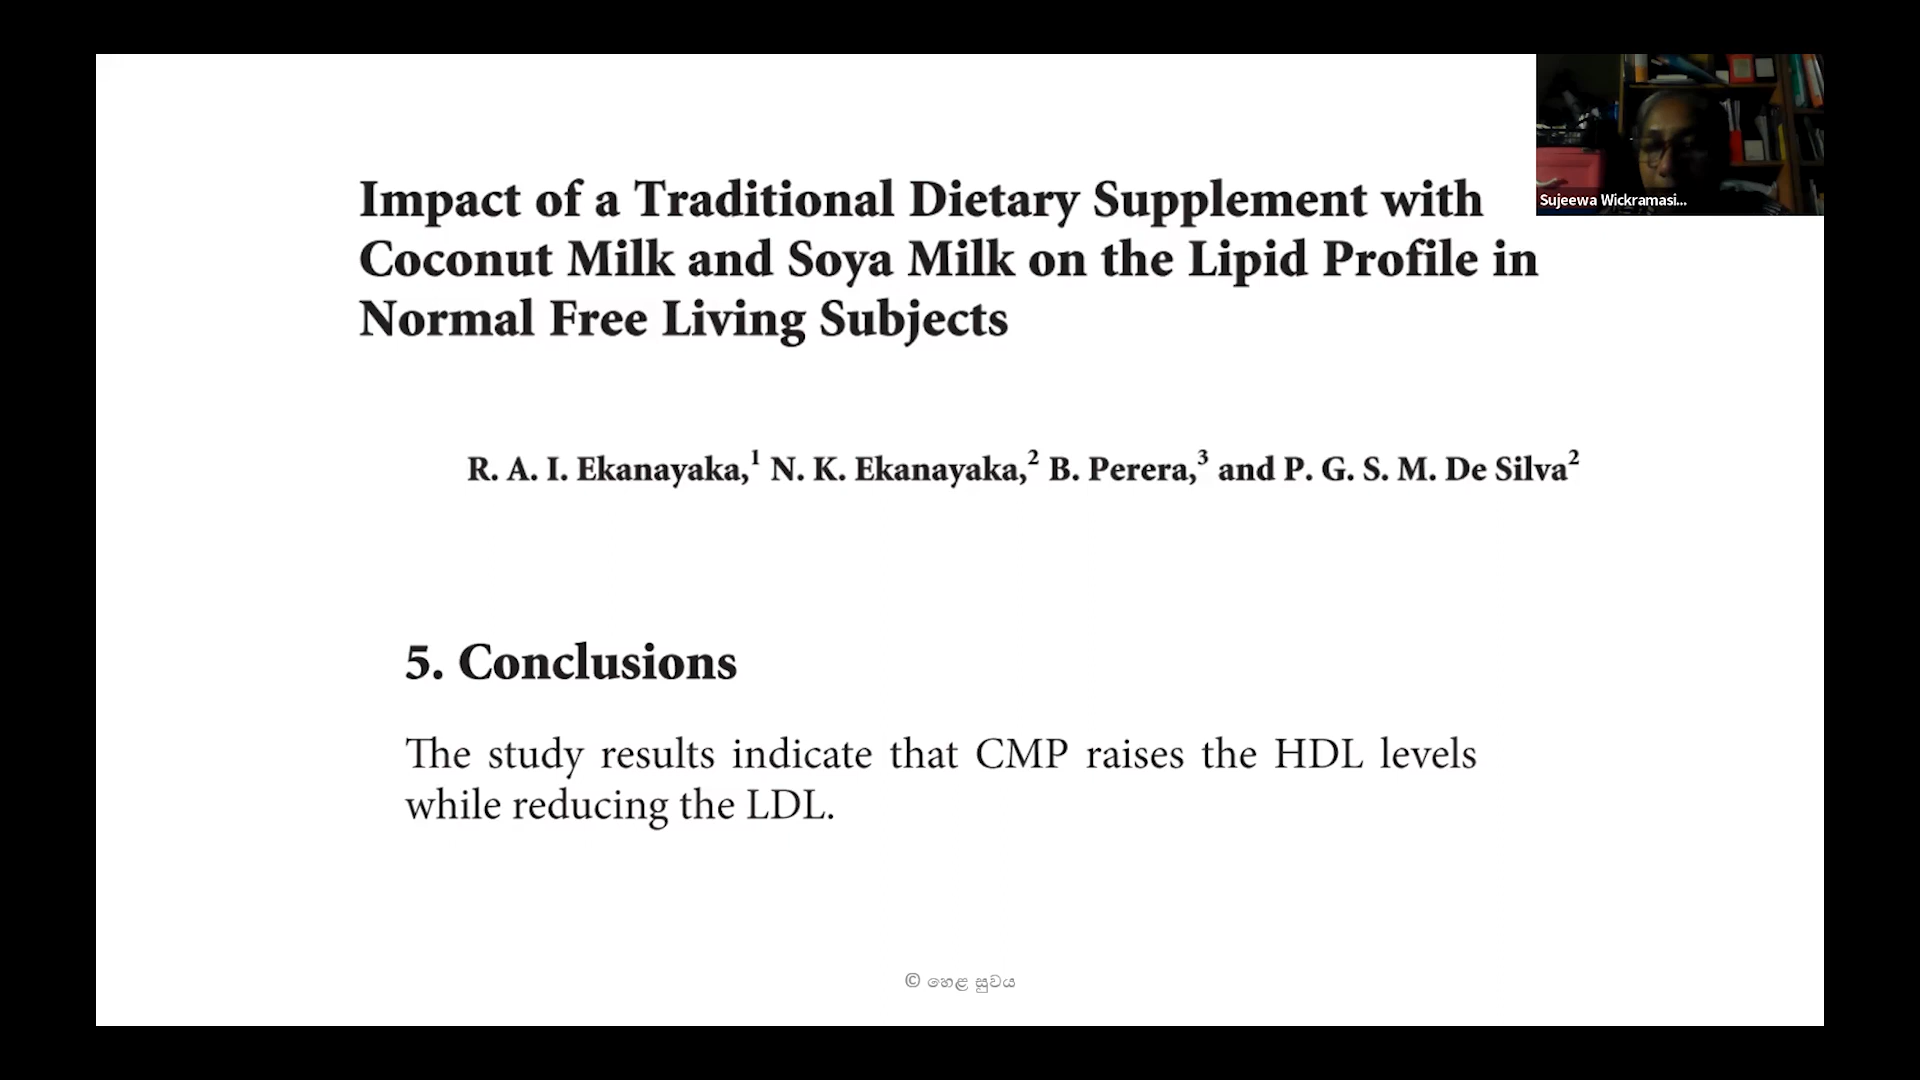 Impact of a Traditional Dietary Supplement with
Coconut Milk and Soya Milk on the Lipid Profile in
Normal Free Living Subjects
Sujeewa Wickramasi...
R. A. I. Ekanayaka,¹ N. K. Ekanayaka,² B. Perera,³ and P. G. S. M. De Silva²
5. Conclusions
The study results indicate that CMP raises the HDL levels
while reducing the LDL.
© හෙළ සුවය